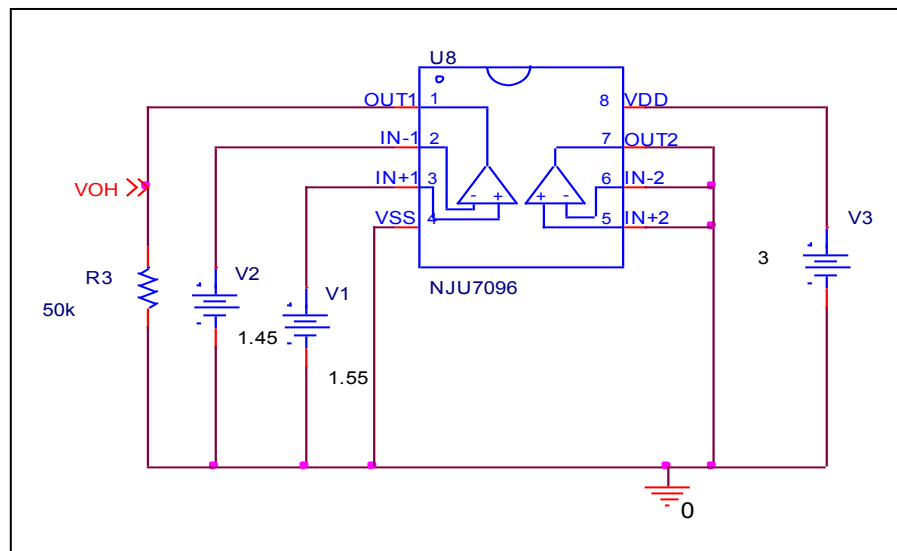 U8
OUT1 1 8 VDD
IN-1 2 7 OUT2
VOH IN+1 3 - + + - 6 IN-2
VSS 4 5 IN+2 V3
R3 V2 V1 3
50k NJU7096
1.45
1.55
0